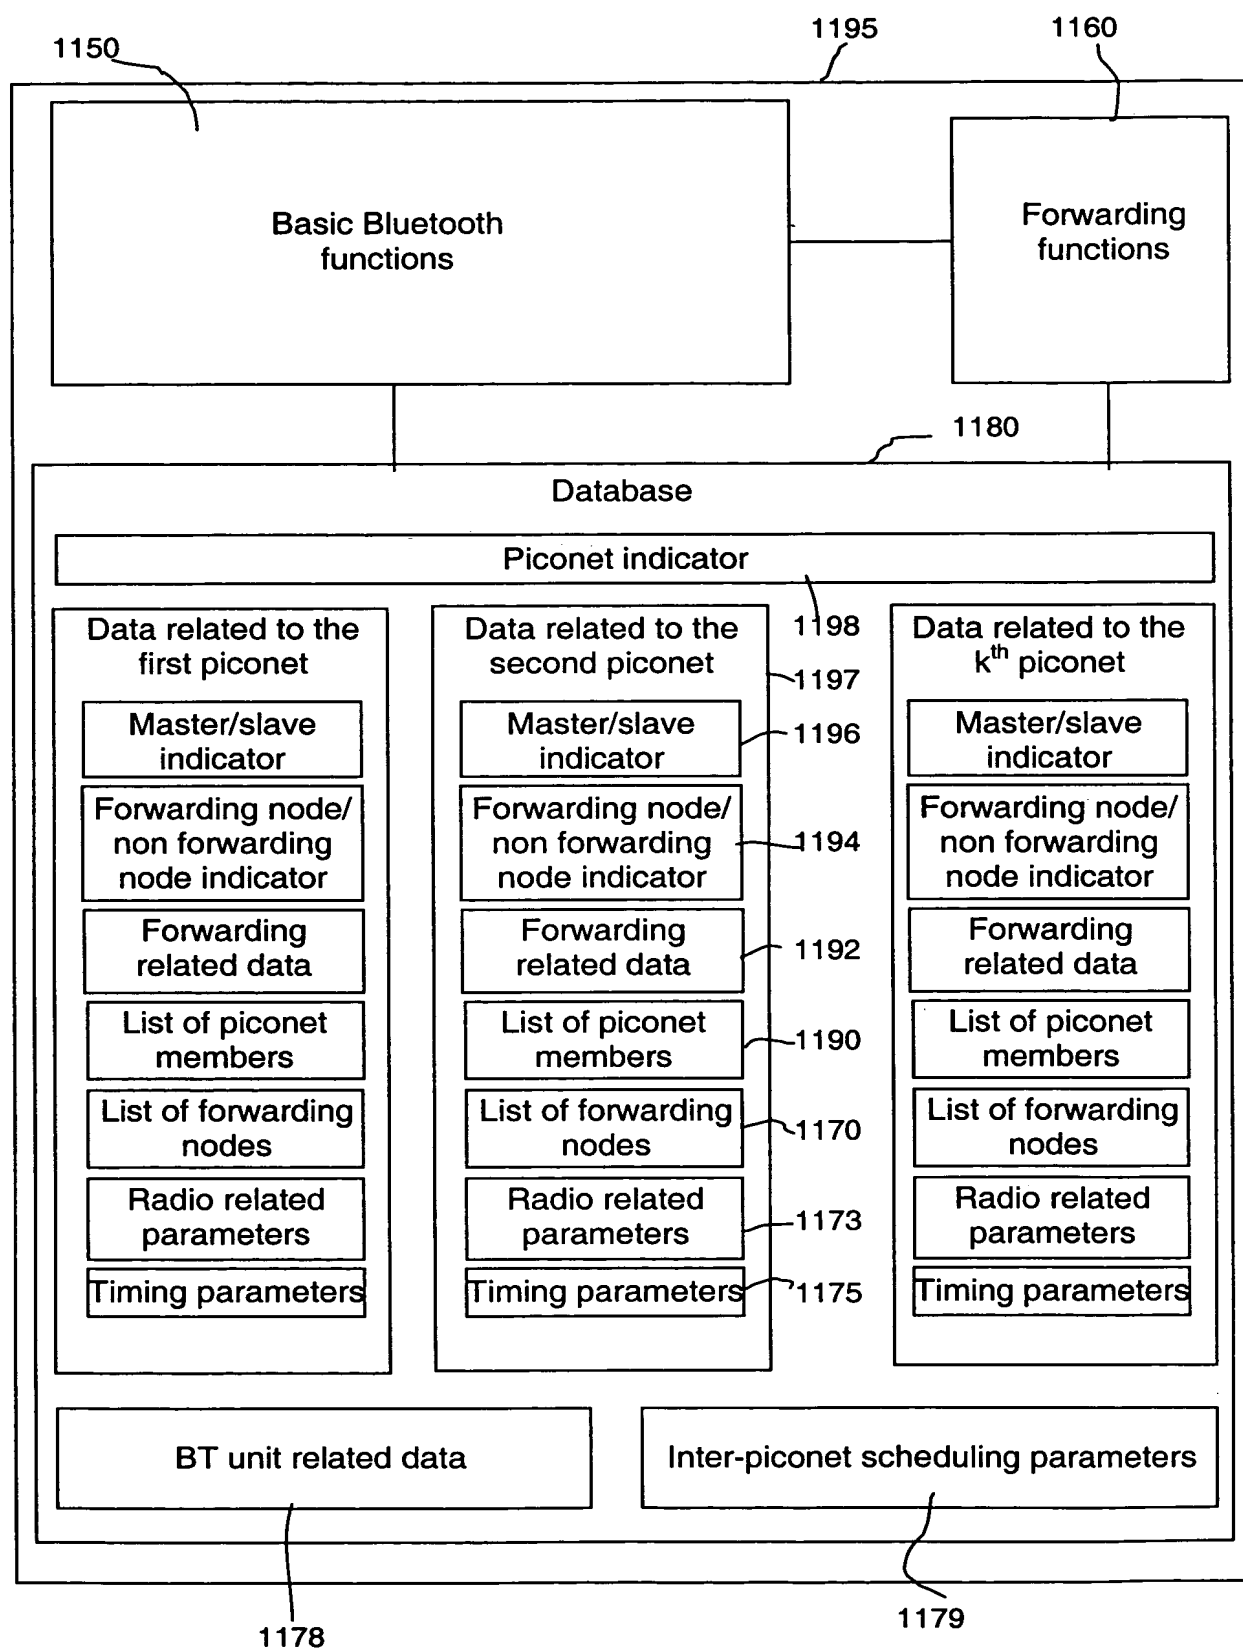 1150
1195
1160
Basic Bluetooth
functions
Forwarding
functions
1180
Database
Piconet indicator
1198
Data related to the
first piconet
Master/slave
indicator
Forwarding node/
non forwarding
node indicator
Forwarding
related data
List of piconet
members
List of forwarding
nodes
Radio related
parameters
Timing parameters
Data related to the
second piconet
Master/slave
indicator
Forwarding node/
non forwarding
node indicator
Forwarding
related data
List of piconet
members
List of forwarding
nodes
Radio related
parameters
Timing parameters
1197
1196
1194
1192
1190
1170
1173
1175
Data related to the
kth piconet
Master/slave
indicator
Forwarding node/
non forwarding
node indicator
Forwarding
related data
List of piconet
members
List of forwarding
nodes
Radio related
parameters
Timing parameters
BT unit related data
Inter-piconet scheduling parameters
1178
1179